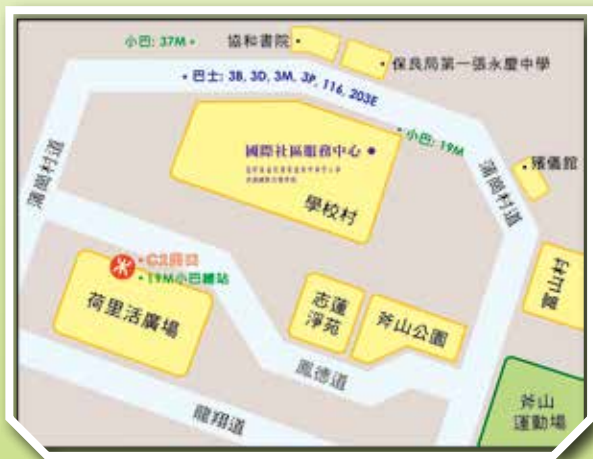 小巴: 37M
協和書院
保良局第一張永慶中學
巴士: 3B, 3D, 3M, 3P, 116, 203E
小巴: 19M
國際社區服務中心
學校村
蒲崗村道
蒲崗村道
殯儀館
C2出口
19M小巴總站
荷里活廣場
志蓮
淨苑
斧山公園
鳳德道
龍翔道
斧山
運動場